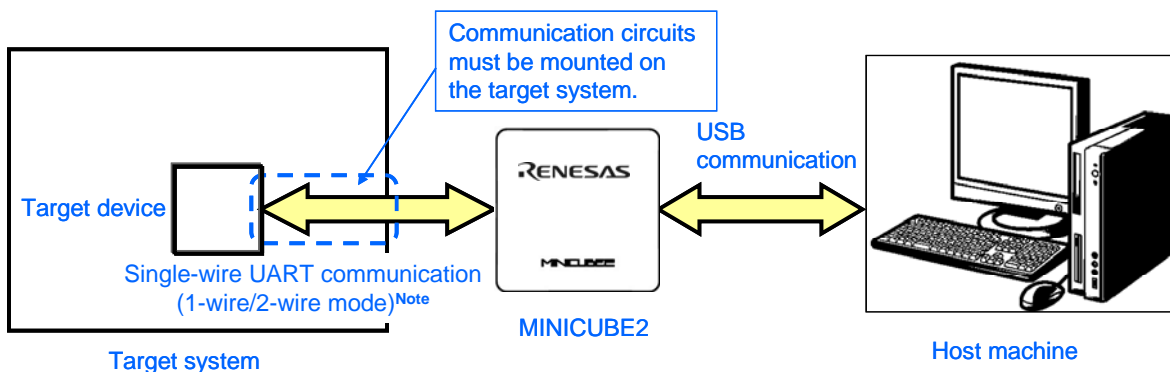 Communication circuits
must be mounted on
the target system.
USB
communication
RENESAS
Target device
Single-wire UART communication
(1-wire/2-wire mode)Note
MINICUBE2
MINICUBE2
Target system
Host machine